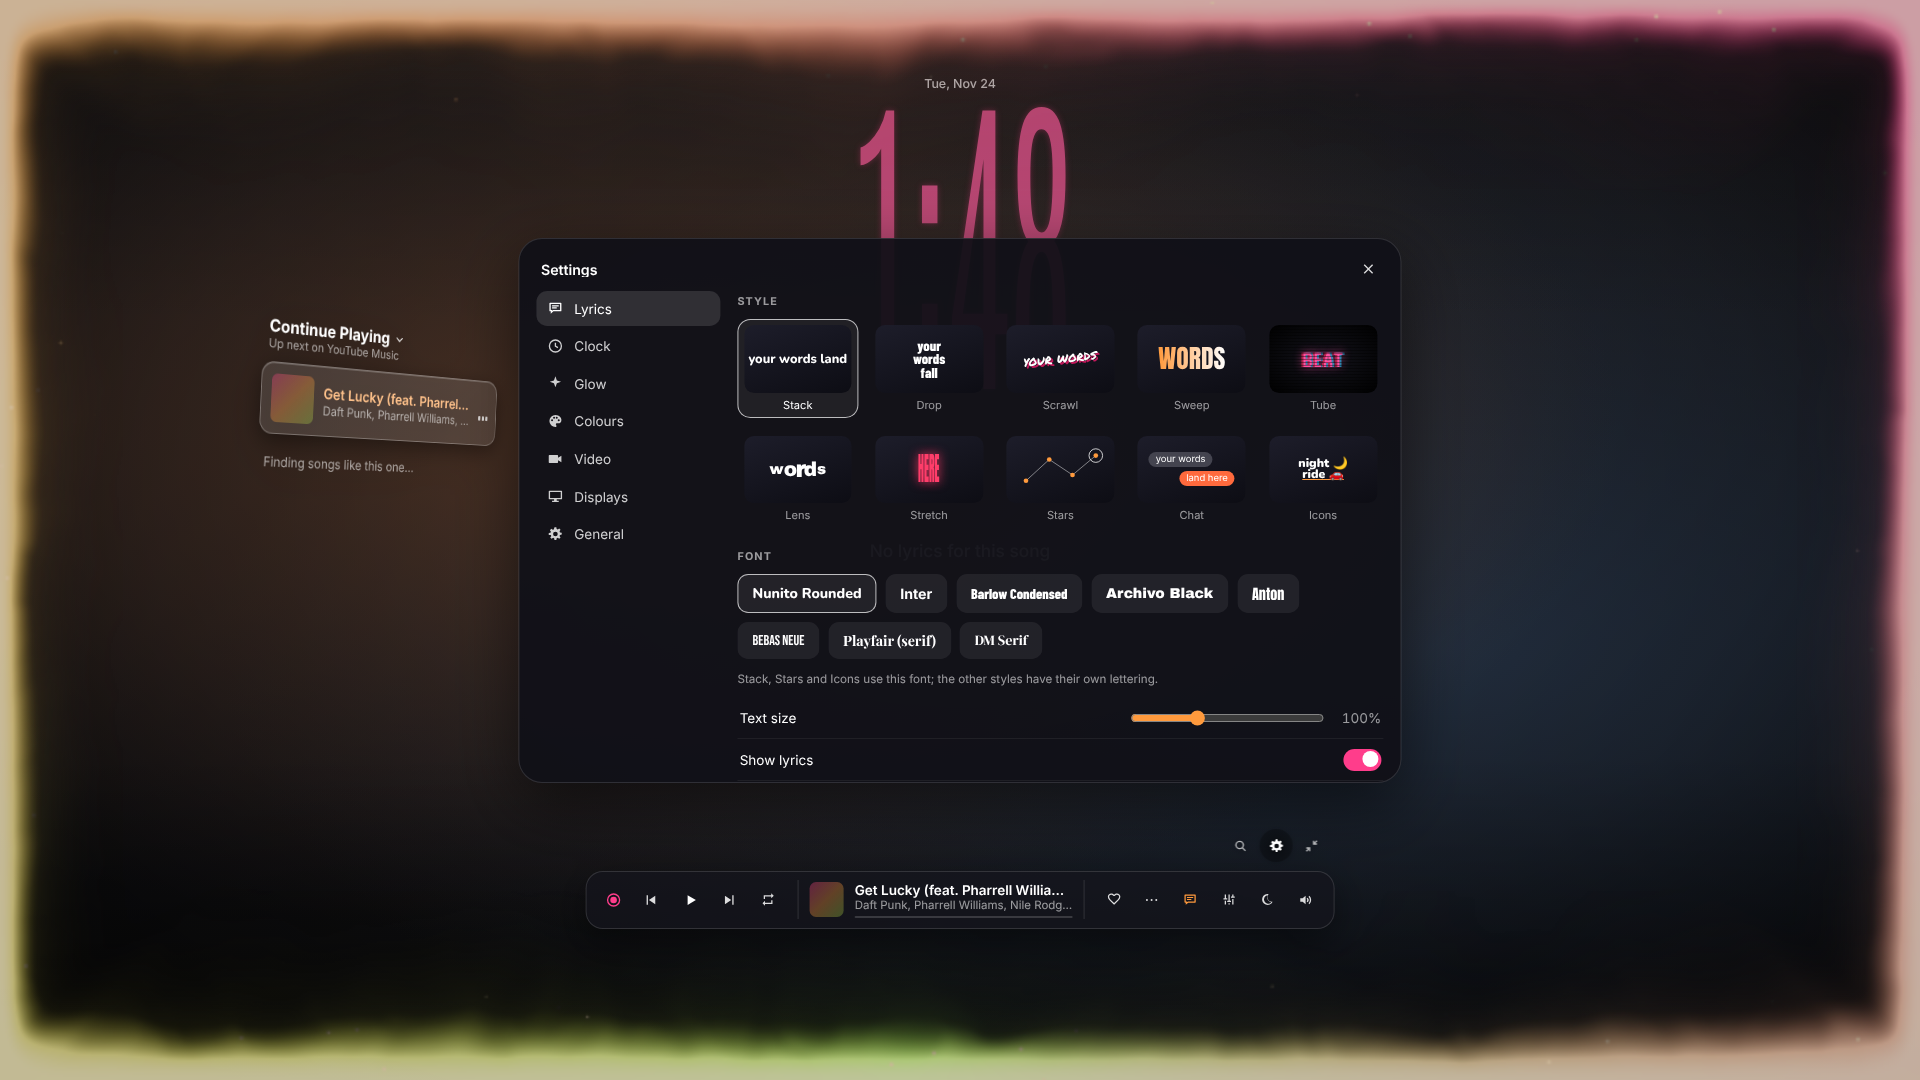 Tue, Nov 24
1:48
Settings
Lyrics
Clock
Glow
Colours
Video
Displays
General
STYLE
your words land
Stack
your
words
fall
Drop
YOUR WORDS
Scrawl
WORDS
Sweep
BEAT
Tube
words
Lens
HERE
Stretch
Stars
your words
land here
Chat
night 🌙
ride 🚗
Icons
No lyrics for this song
FONT
Nunito Rounded
Inter
Barlow Condensed
Archivo Black
Anton
BEBAS NEUE
Playfair (serif)
DM Serif
Stack, Stars and Icons use this font; the other styles have their own lettering.
Text size
100%
Show lyrics
Continue Playing
Up next on YouTube Music
Get Lucky (feat. Pharrel...
Daft Punk, Pharrell Williams, ...
Finding songs like this one...
Get Lucky (feat. Pharrell Willia...
Daft Punk, Pharrell Williams, Nile Rodg...